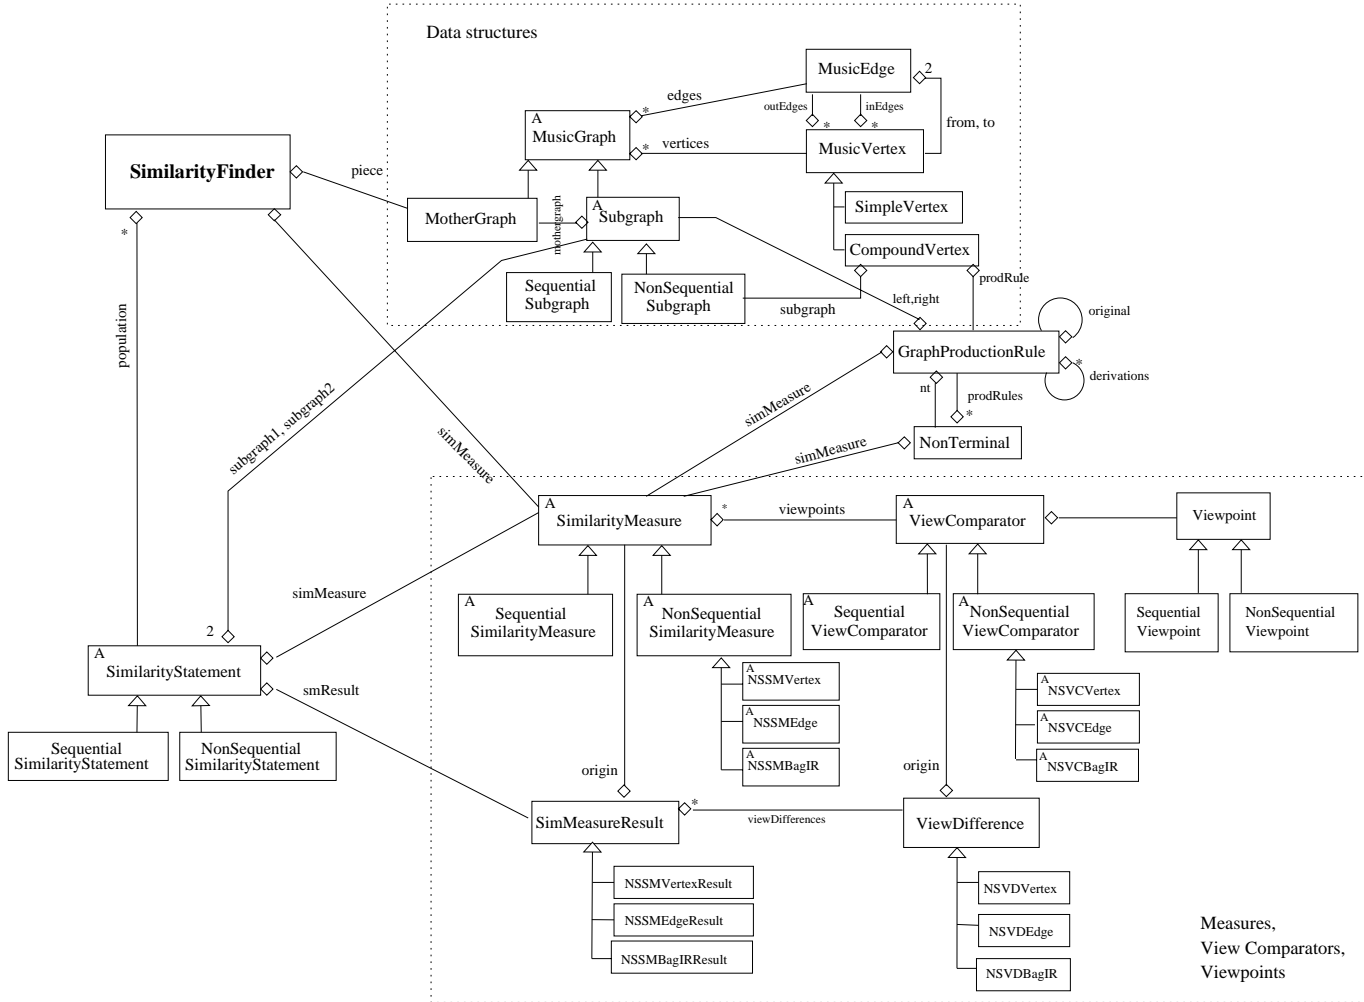 Data structures
MusicEdge
2
edges
outEdges
inEdges
*
A
MusicGraph
*
*
from, to
*
vertices
MusicVertex
SimilarityFinder
piece
MotherGraph
mothergraph
A
Subgraph
SimpleVertex
CompoundVertex
*
Sequential
Subgraph
NonSequential
Subgraph
prodRule
subgraph
left,right
original
population
GraphProductionRule
*
derivations
nt
prodRules
*
simMeasure
subgraph1, subgraph2
simMeasure
simMeasure
NonTerminal
A
SimilarityMeasure
*
viewpoints
A
ViewComparator
Viewpoint
simMeasure
A
Sequential
SimilarityMeasure
A
NonSequential
SimilarityMeasure
A
Sequential
ViewComparator
A
NonSequential
ViewComparator
Sequential
Viewpoint
NonSequential
Viewpoint
2
A
SimilarityStatement
A
NSSMVertex
A
NSSMEdge
A
NSSMBagIR
A
NSVCVertex
A
NSVCEdge
A
NSVCBagIR
smResult
Sequential
SimilarityStatement
NonSequential
SimilarityStatement
origin
origin
SimMeasureResult
*
viewDifferences
ViewDifference
NSSMVertexResult
NSSMEdgeResult
NSSMBagIRResult
NSVDVertex
NSVDEdge
NSVDBagIR
Measures,
View Comparators,
Viewpoints